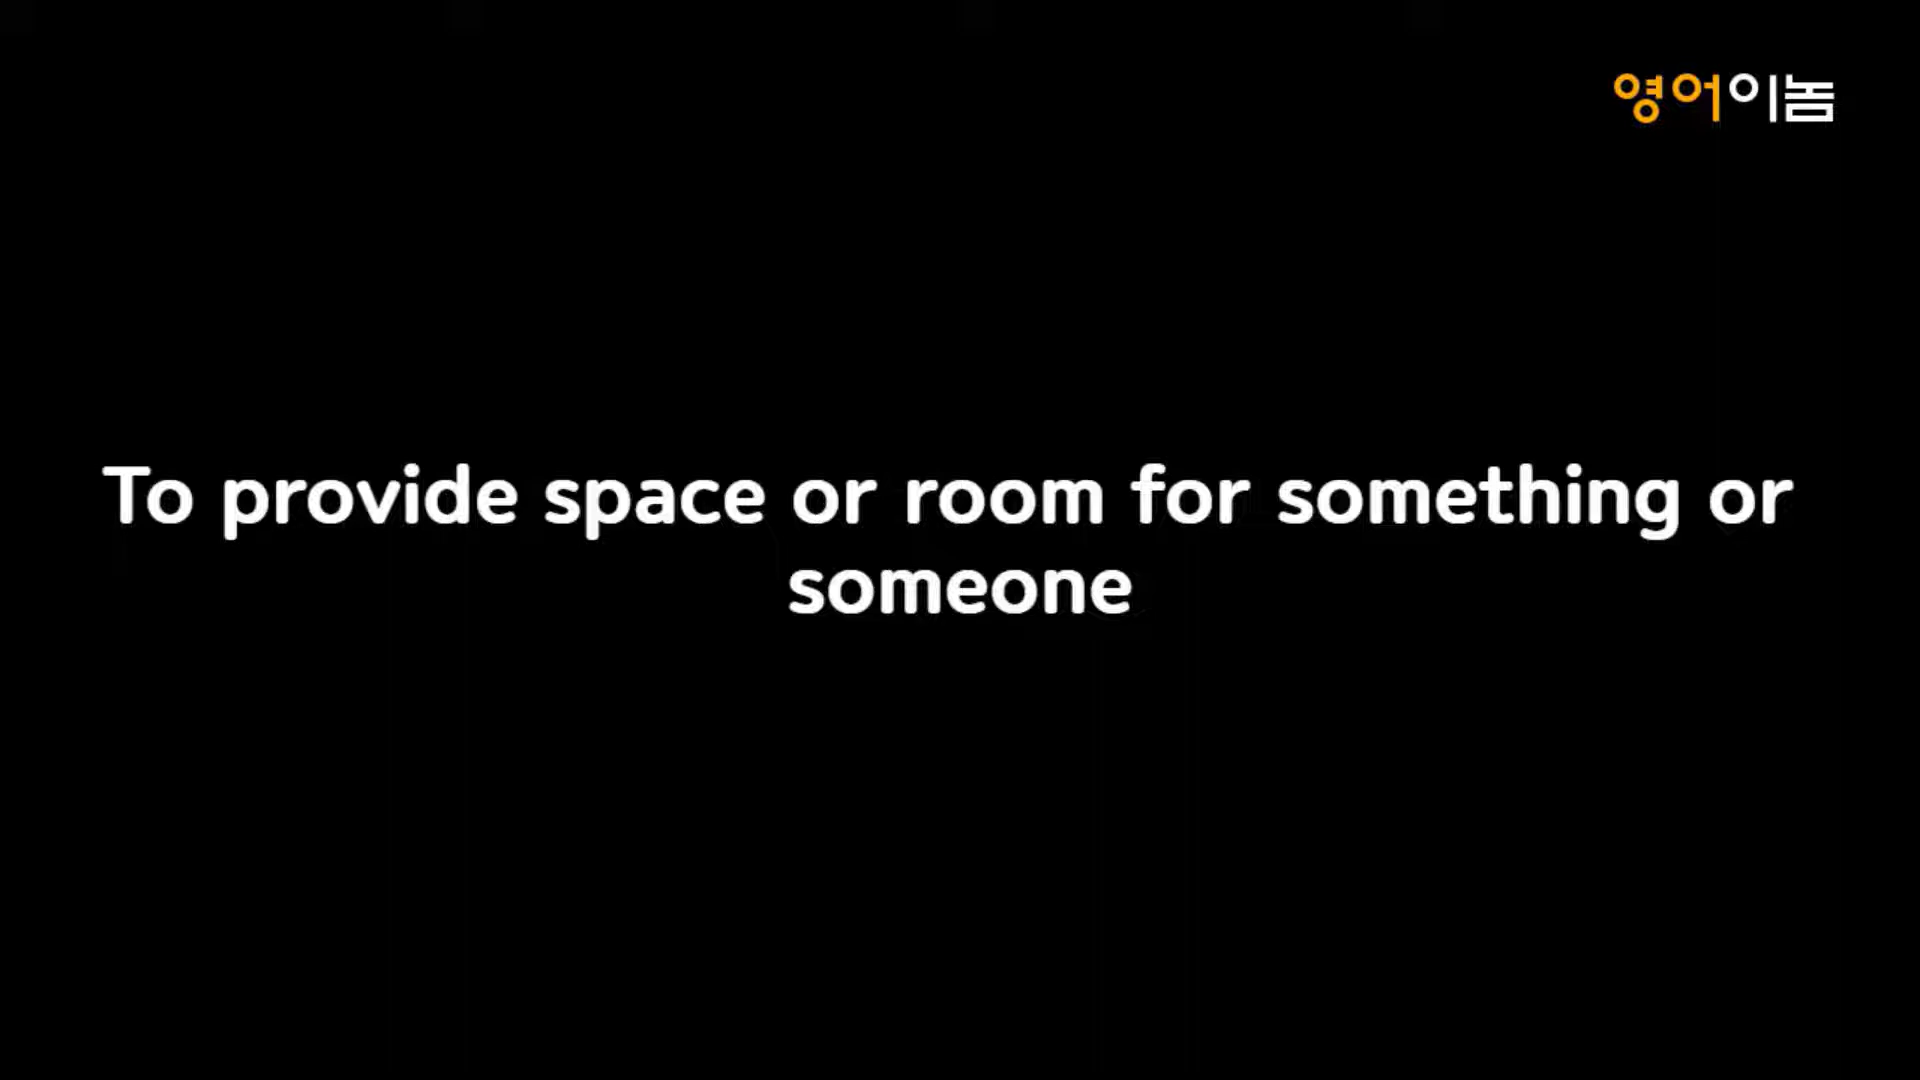 영어이놈
To provide space or room for something or
someone